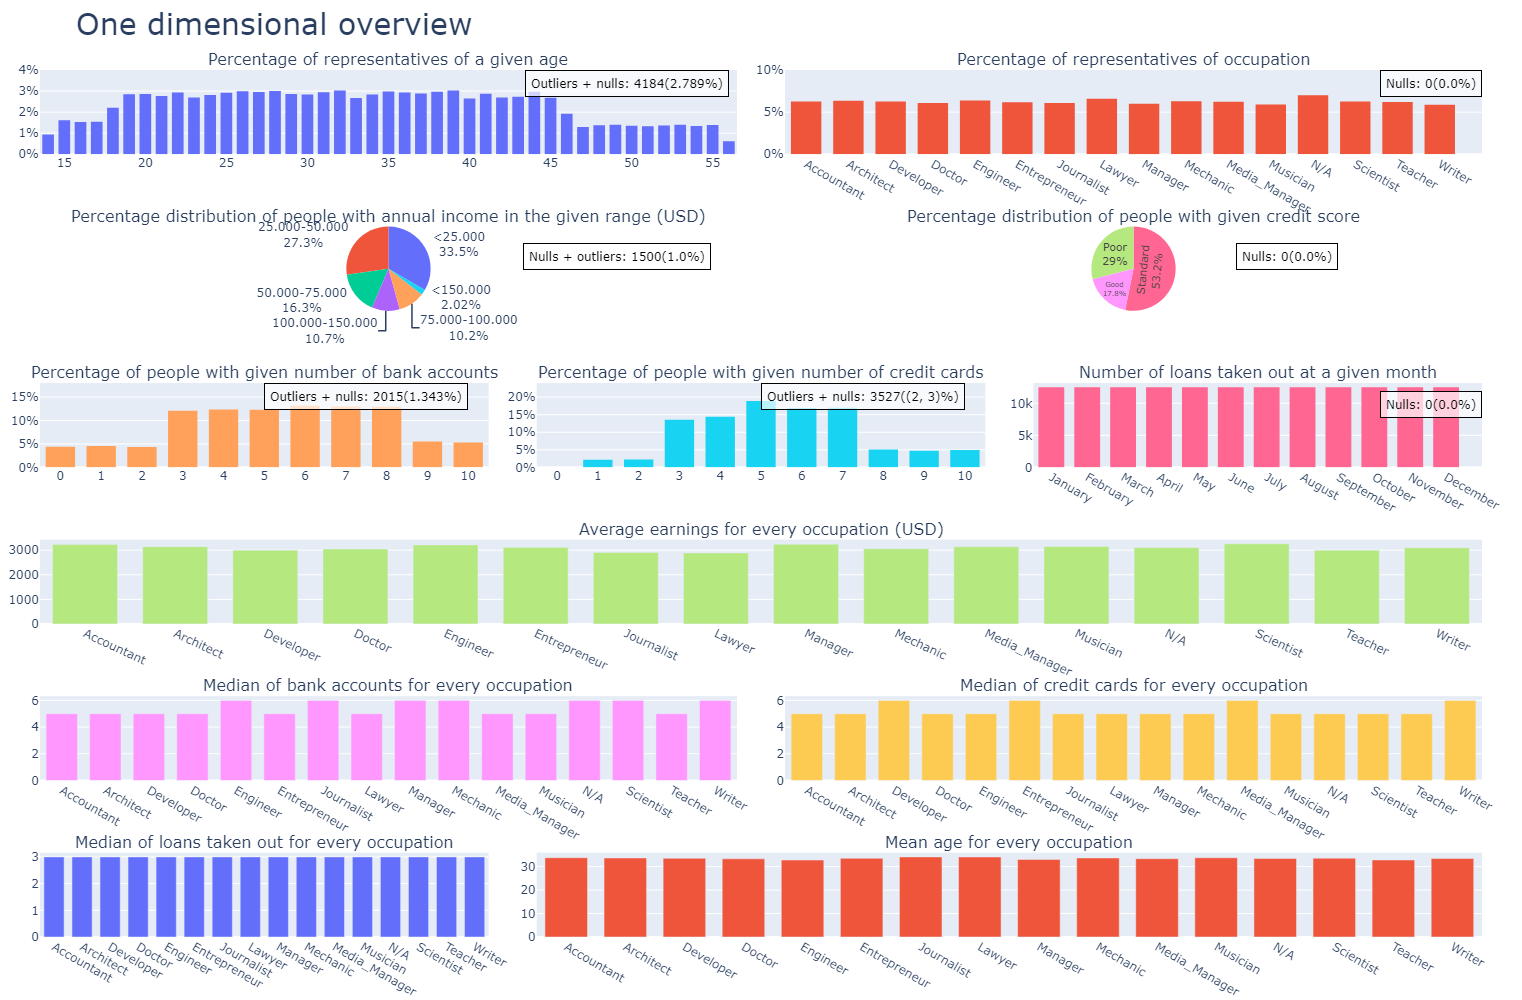 One dimensional overview
Percentage of representatives of a given age
4%
3%
2%
1%
0%
Outliers + nulls: 4184(2.789%)
15 20 25 30 35 40 45 50 55
Percentage of representatives of occupation
10%
5%
0%
Nulls: 0(0.0%)
Accountant Architect Developer Doctor Engineer Entrepreneur Journalist Lawyer Manager Mechanic Media_Manager Musician N/A Scientist Teacher Writer
Percentage distribution of people with annual income in the given range (USD)
25.000-50.000
27.3%
<25.000
33.5%
Nulls + outliers: 1500(1.0%)
50.000-75.000
16.3%
<150.000
2.02%
100.000-150.000
10.7%
75.000-100.000
10.2%
Percentage distribution of people with given credit score
Poor
29%
Standard
53.2%
Good
17.8%
Nulls: 0(0.0%)
Percentage of people with given number of bank accounts
15%
10%
5%
0%
Outliers + nulls: 2015(1.343%)
0 1 2 3 4 5 6 7 8 9 10
Percentage of people with given number of credit cards
20%
15%
10%
5%
0%
Outliers + nulls: 3527((2, 3)%)
0 1 2 3 4 5 6 7 8 9 10
Number of loans taken out at a given month
10k
5k
0
Nulls: 0(0.0%)
January February March April May June July August September October November December
Average earnings for every occupation (USD)
3000
2000
1000
0
Accountant Architect Developer Doctor Engineer Entrepreneur Journalist Lawyer Manager Mechanic Media_Manager Musician N/A Scientist Teacher Writer
Median of bank accounts for every occupation
6
4
2
0
Accountant Architect Developer Doctor Engineer Entrepreneur Journalist Lawyer Manager Mechanic Media_Manager Musician N/A Scientist Teacher Writer
Median of credit cards for every occupation
6
4
2
0
Accountant Architect Developer Doctor Engineer Entrepreneur Journalist Lawyer Manager Mechanic Media_Manager Musician N/A Scientist Teacher Writer
Median of loans taken out for every occupation
3
2
1
0
Accountant Architect Developer Doctor Engineer Entrepreneur Journalist Lawyer Manager Mechanic Media_Manager Musician N/A Scientist Teacher Writer
Mean age for every occupation
30
20
10
0
Accountant Architect Developer Doctor Engineer Entrepreneur Journalist Lawyer Manager Mechanic Media_Manager Musician N/A Scientist Teacher Writer